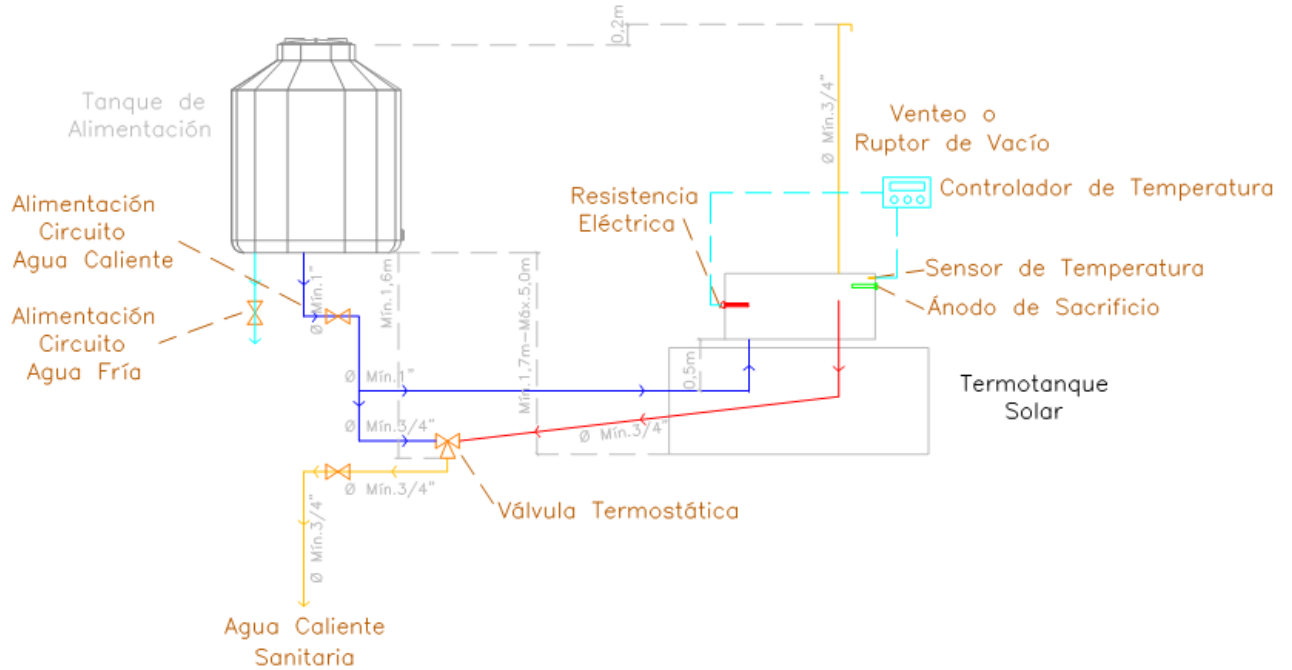 0,2m
Tanque de
Alimentación
Ø Mín.3/4"
Venteo o
Ruptor de Vacío
Resistencia
Eléctrica
Controlador de Temperatura
Alimentación
Circuito
Agua Caliente
Ø Mín.1"
Mín.1,6m
Mín.1,7m-Máx.5,0m
Sensor de Temperatura
Ánodo de Sacrificio
Alimentación
Circuito
Agua Fría
Ø Mín.1"
0,5m
Termotanque
Solar
Ø Mín.3/4"
Ø Mín.3/4"
Ø Mín.3/4"
Válvula Termostática
Ø Mín.3/4"
Agua Caliente
Sanitaria